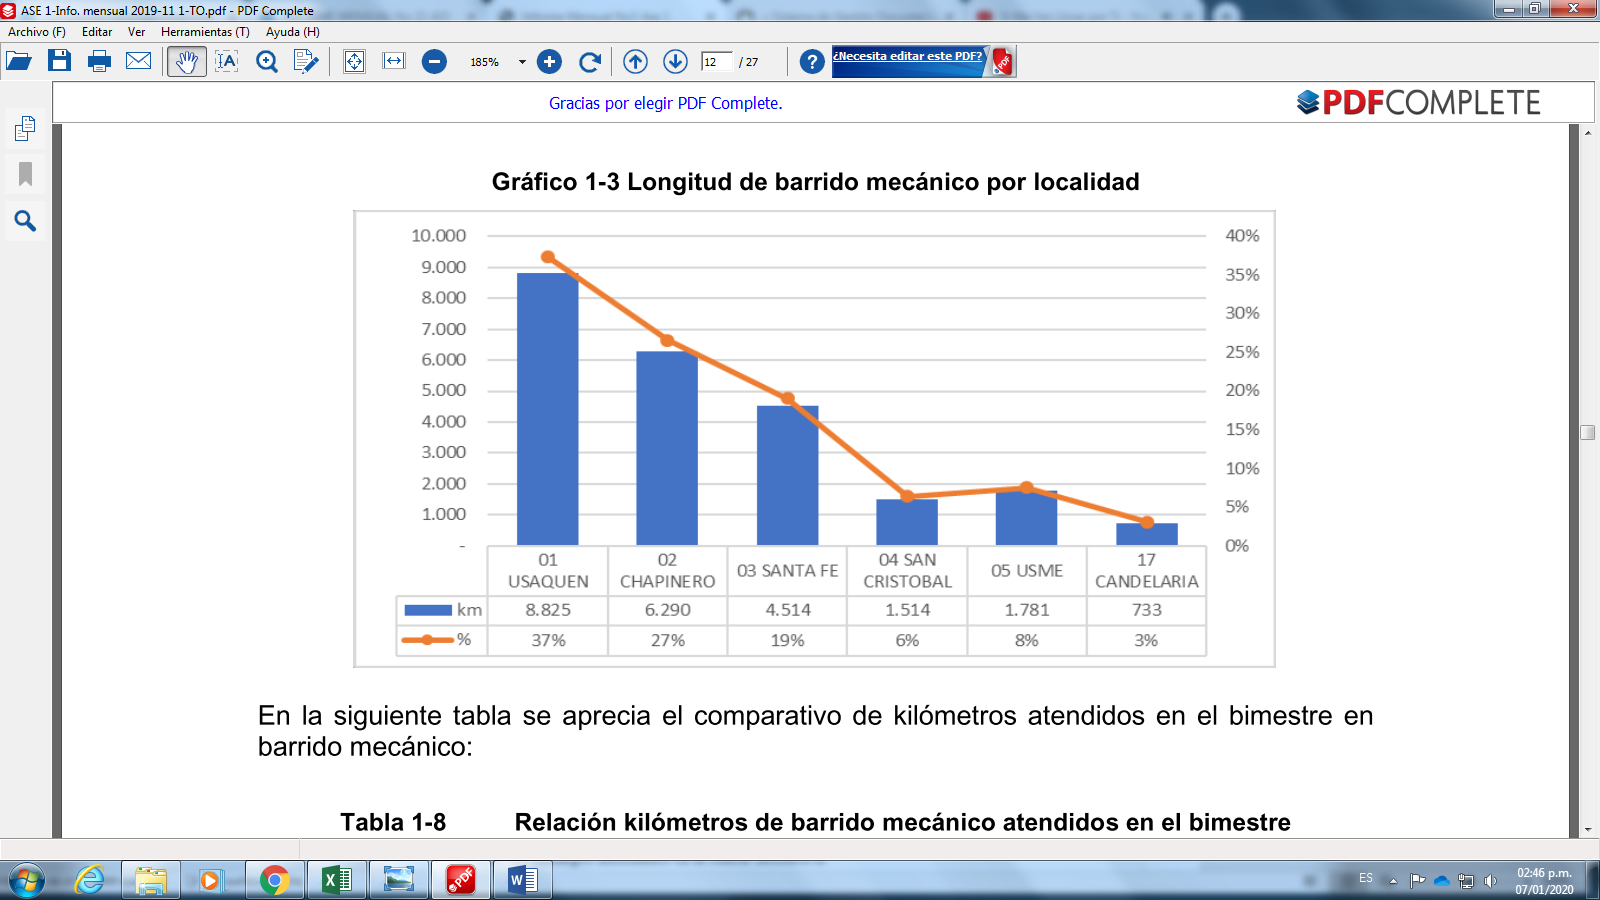 ASE 1-Info. mensual 2019-11 1-TO.pdf - PDF Complete
Archivo (F) Editar Ver Herramientas (T) Ayuda (H)
185% 12 / 27 ¿Necesita editar este PDF? PDF
Gracias por elegir PDF Complete. PDFCOMPLETE
Gráfico 1-3 Longitud de barrido mecánico por localidad
10.000 40%
9.000 35%
8.000 30%
7.000 25%
6.000 20%
5.000 15%
4.000 10%
3.000 5%
2.000 0%
1.000
-
01 USAQUEN 02 CHAPINERO 03 SANTA FE 04 SAN CRISTOBAL 05 USME 17 CANDELARIA
km 8.825 6.290 4.514 1.514 1.781 733
% 37% 27% 19% 6% 8% 3%
En la siguiente tabla se aprecia el comparativo de kilómetros atendidos en el bimestre en
barrido mecánico:
Tabla 1-8 Relación kilómetros de barrido mecánico atendidos en el bimestre
ES 02:46 p.m.
07/01/2020